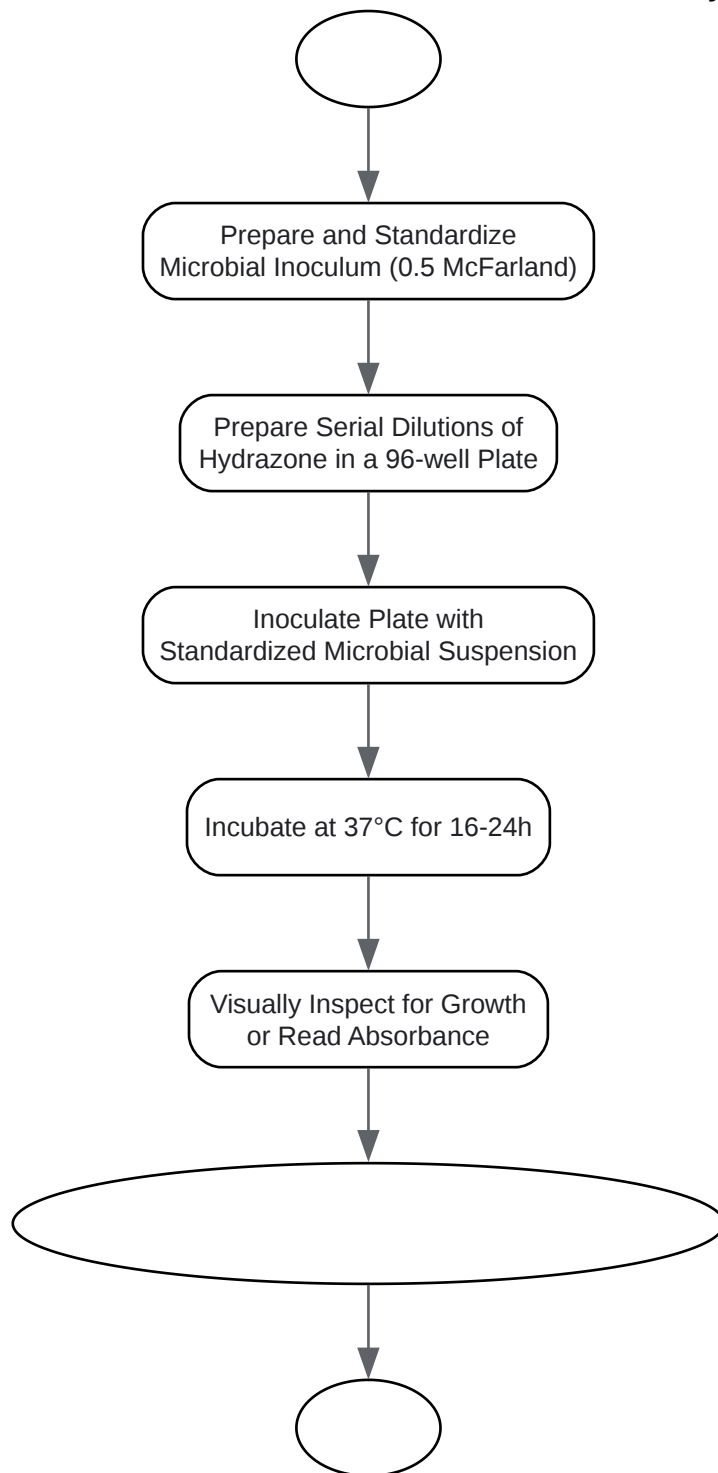 Prepare and Standardize
Microbial Inoculum (0.5 McFarland)
Prepare Serial Dilutions of
Hydrazone in a 96-well Plate
Inoculate Plate with
Standardized Microbial Suspension
Incubate at 37°C for 16-24h
Visually Inspect for Growth
or Read Absorbance